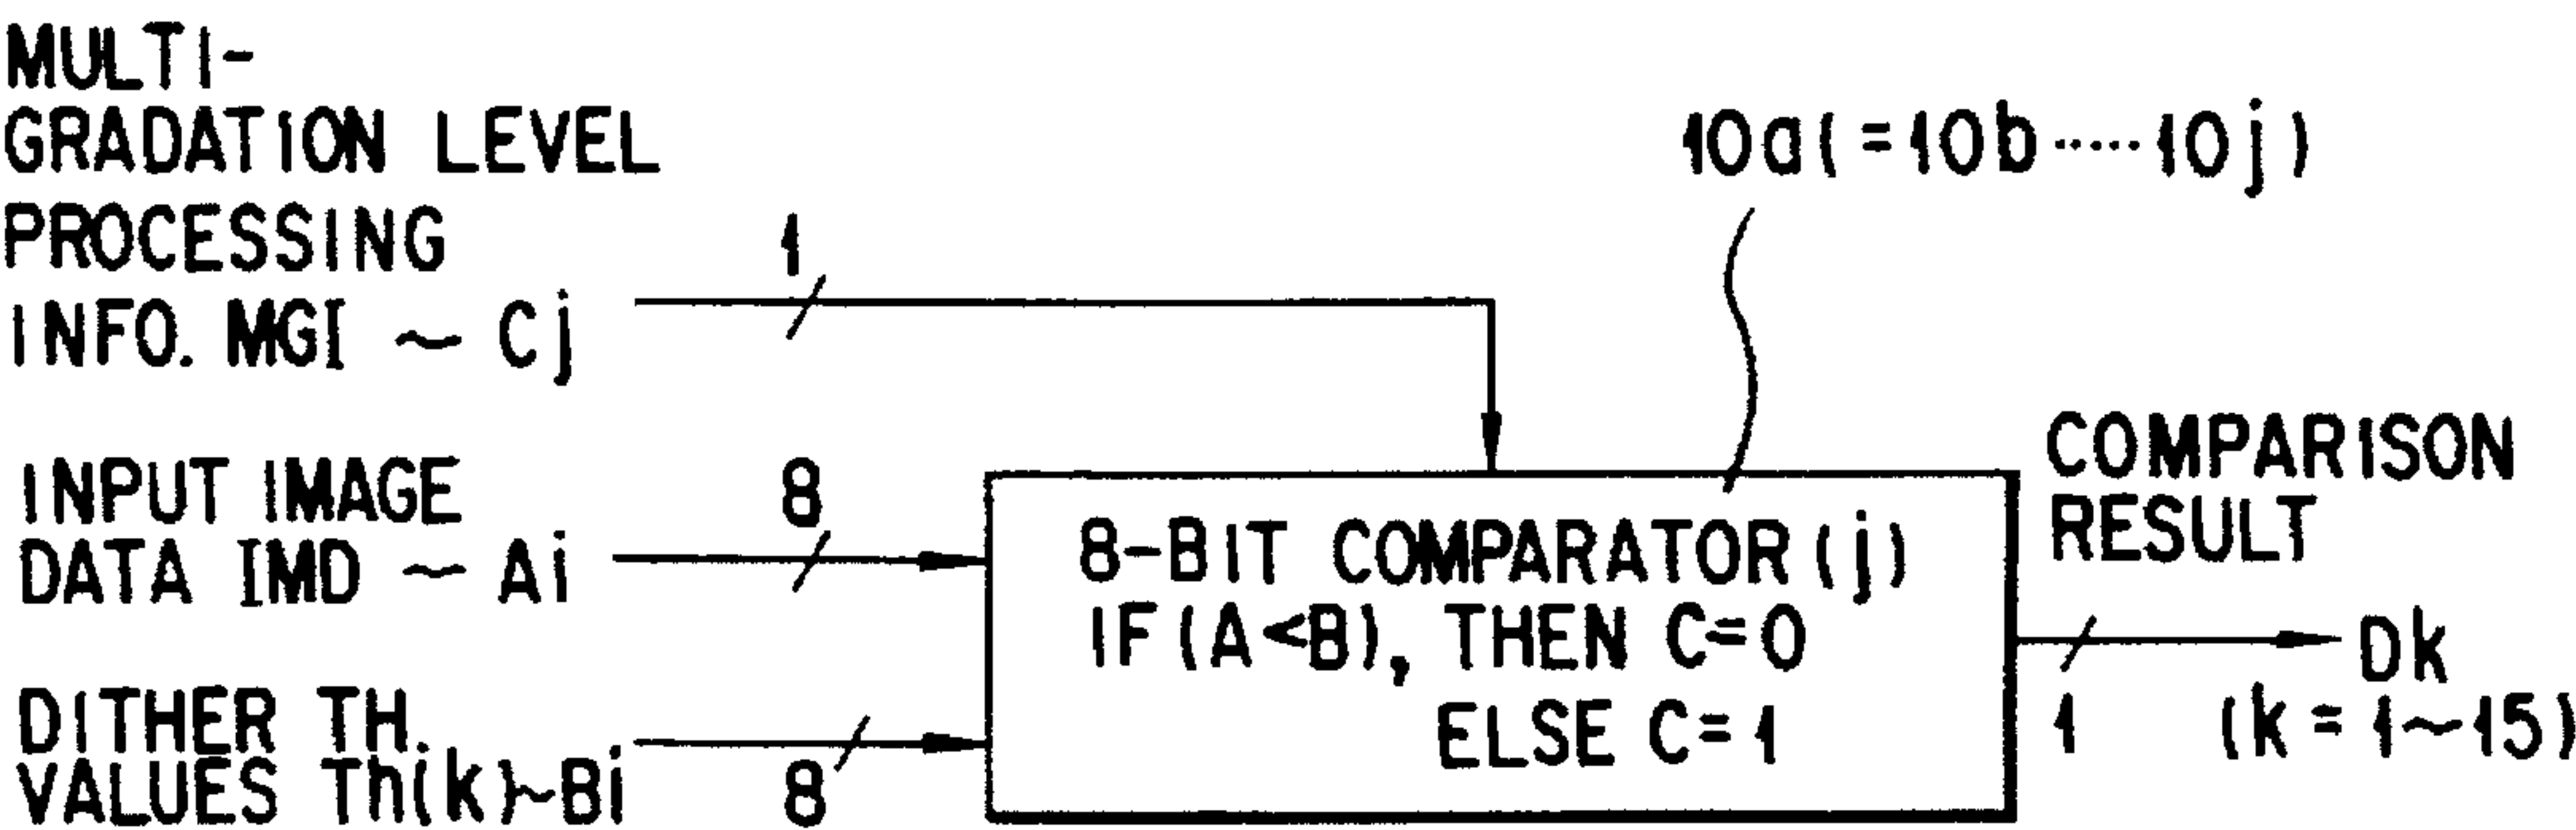 MULTI-
GRADATION LEVEL
PROCESSING
INFO. MGI ~ Cj
1
10a(=10b·····10j)
INPUT IMAGE
DATA IMD ~ Ai
8
DITHER TH.
VALUES Th(k)~Bi
8
8-BIT COMPARATOR(j)
IF(A<B), THEN C=0
ELSE C=1
COMPARISON
RESULT
1
Dk
(k=1~15)